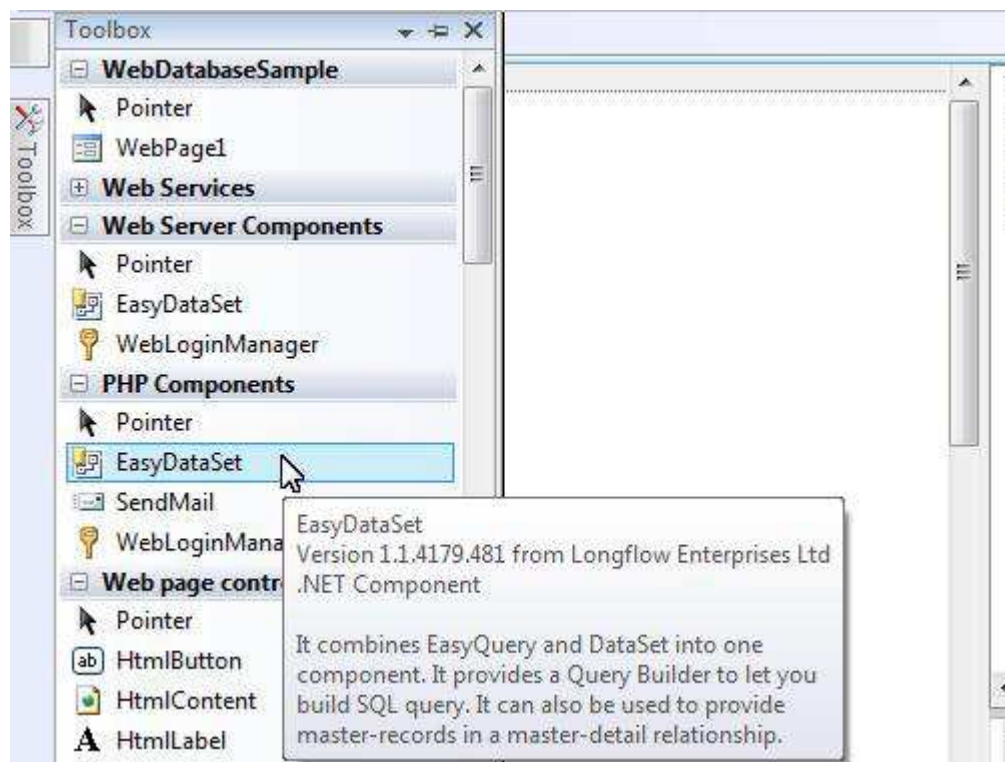 Toolbox
Toolbox
WebDatabaseSample
Pointer
WebPage1
Web Services
Web Server Components
Pointer
EasyDataSet
WebLoginManager
PHP Components
Pointer
EasyDataSet
SendMail
WebLoginMana
Web page contr
Pointer
ab HtmlButton
HtmlContent
A HtmlLabel
EasyDataSet
Version 1.1.4179.481 from Longflow Enterprises Ltd
.NET Component
It combines EasyQuery and DataSet into one
component. It provides a Query Builder to let you
build SQL query. It can also be used to provide
master-records in a master-detail relationship.